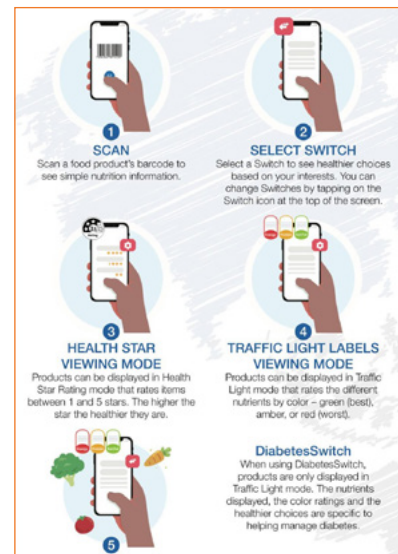 1
SCAN
Scan a food product's barcode to
see simple nutrition information.
2
SELECT SWITCH
Select a Switch to see healthier choices
based on your interests. You can
change Switches by tapping on the
Switch icon at the top of the screen.
3
HEALTH STAR
VIEWING MODE
Products can be displayed in Health
Star Rating mode that rates items
between 1 and 5 stars. The higher the
star the healthier they are.
4
TRAFFIC LIGHT LABELS
VIEWING MODE
Products can be displayed in Traffic
Light mode that rates the different
nutrients by color – green (best),
amber, or red (worst).
5
DiabetesSwitch
When using DiabetesSwitch,
products are only displayed in
Traffic Light mode. The nutrients
displayed, the color ratings and the
healthier choices are specific to
helping manage diabetes.